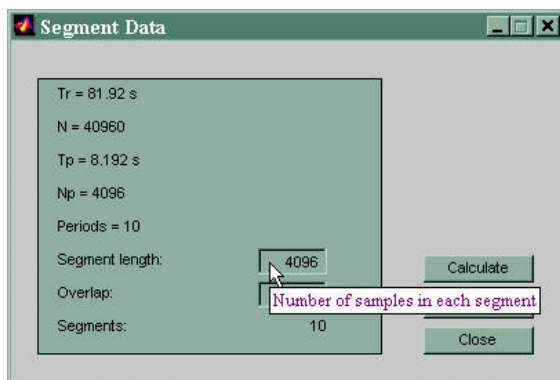 Segment Data
Tr = 81.92 s
N = 40960
Tp = 8.192 s
Np = 4096
Periods = 10
Segment length: 4096
Calculate
Overlap:
Number of samples in each segment
Segments: 10
Close